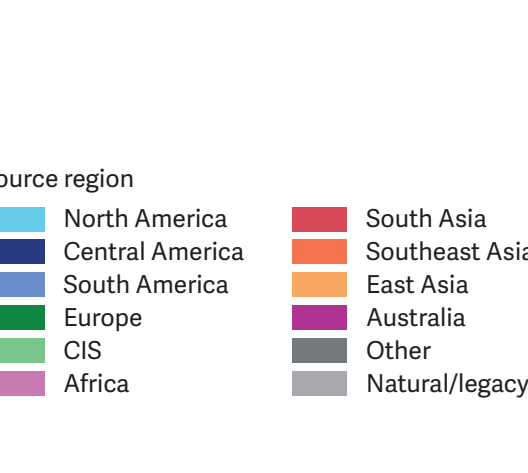 ource region
North America
Central America
South America
Europe
CIS
Africa
South Asia
Southeast Asia
East Asia
Australia
Other
Natural/legacy